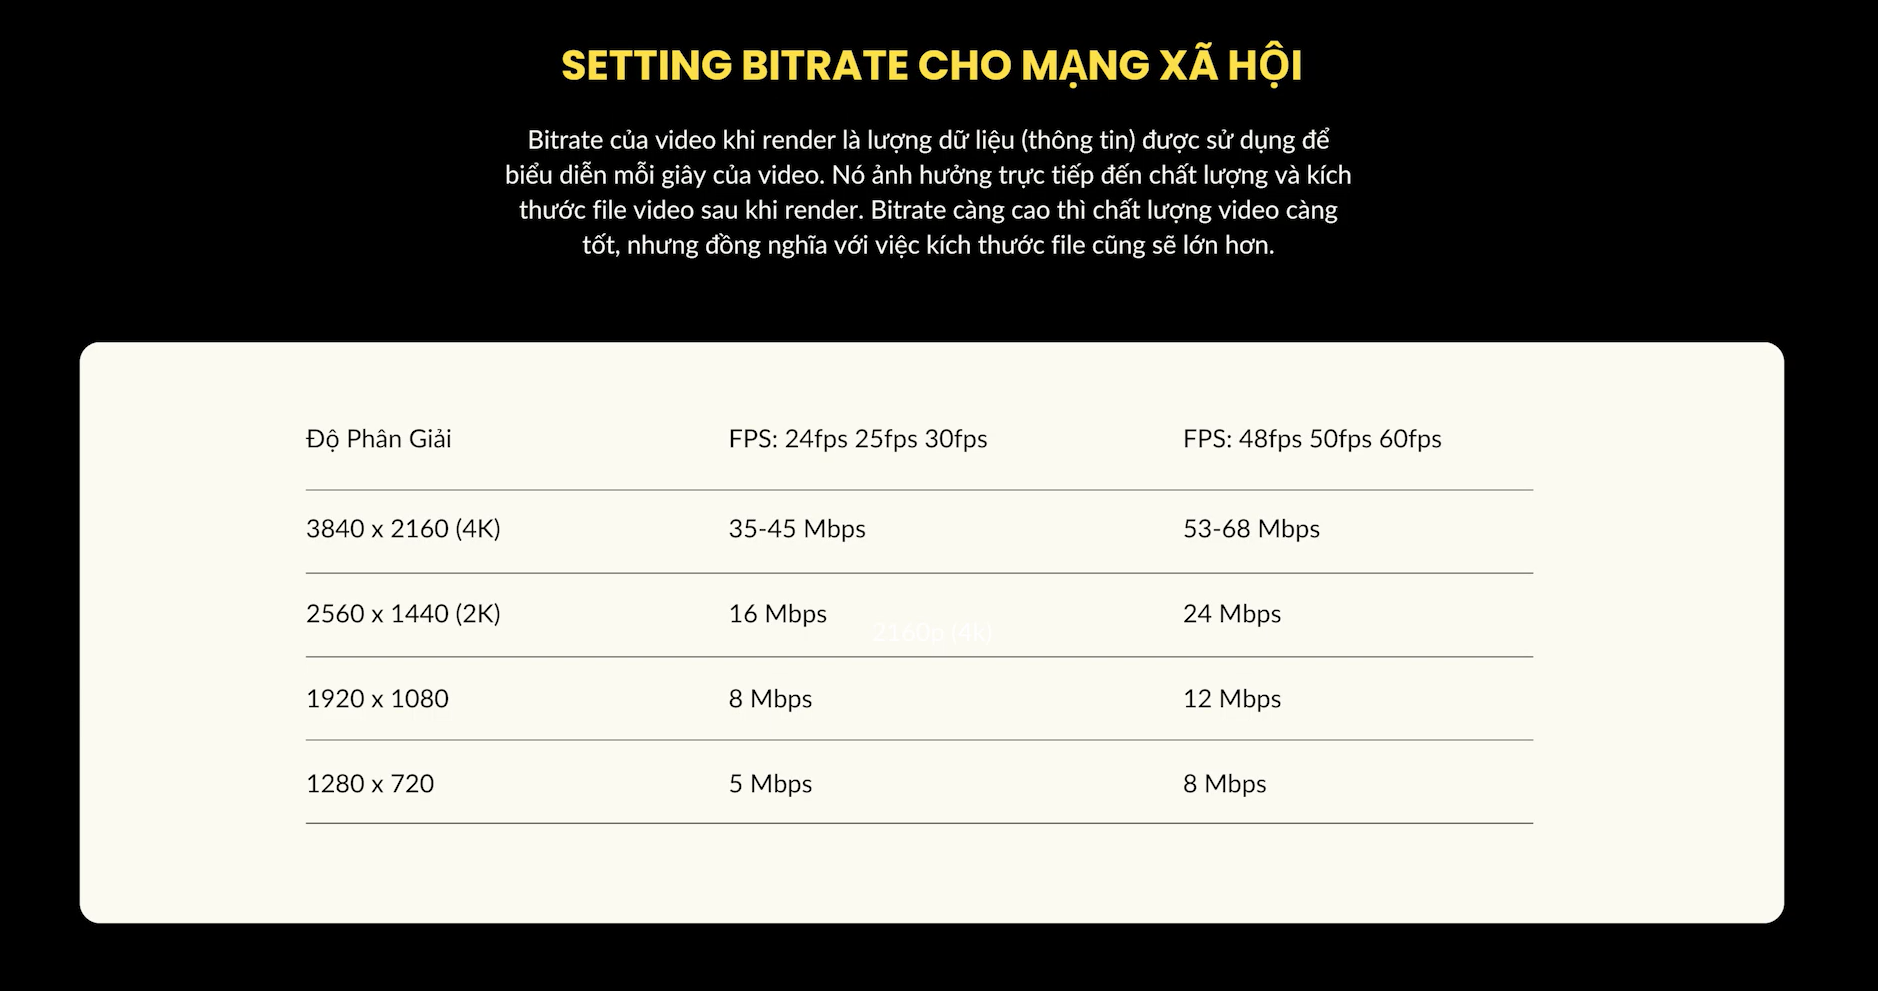 SETTING BITRATE CHO MẠNG XÃ HỘI
Bitrate của video khi render là lượng dữ liệu (thông tin) được sử dụng để
biểu diễn mỗi giây của video. Nó ảnh hưởng trực tiếp đến chất lượng và kích
thước file video sau khi render. Bitrate càng cao thì chất lượng video càng
tốt, nhưng đồng nghĩa với việc kích thước file cũng sẽ lớn hơn.
Độ Phân Giải FPS: 24fps 25fps 30fps FPS: 48fps 50fps 60fps
3840 x 2160 (4K) 35-45 Mbps 53-68 Mbps
2560 x 1440 (2K) 16 Mbps 24 Mbps
2160p (4k)
1920 x 1080 8 Mbps 12 Mbps
1280 x 720 5 Mbps 8 Mbps